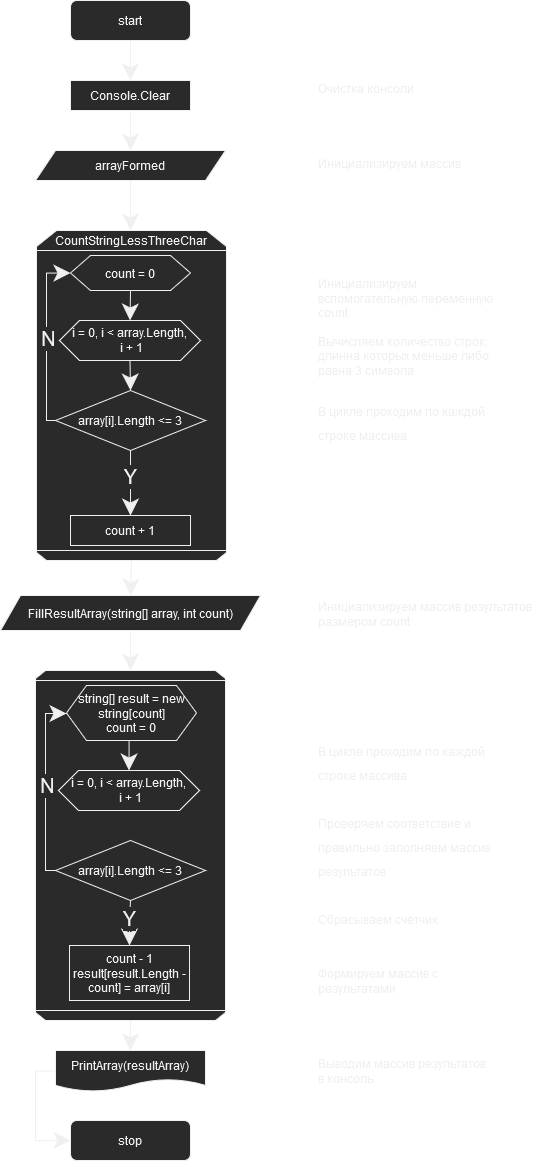 start
Console.Clear
Очистка консоли
arrayFormed
Инициализируем массив
CountStringLessThreeChar
count = 0
Инициализируем
вспомогательную переменную
count
N
i = 0, i < array.Length,
i + 1
Вычисляем количество строк,
длинна которых меньше либо
равна 3 символа
array[i].Length <= 3
В цикле проходим по каждой
строке массива
Y
count + 1
FillResultArray(string[] array, int count)
Инициализируем массив результатов
размером count
string[] result = new
string[count]
count = 0
N
i = 0, i < array.Length,
i + 1
В цикле проходим по каждой
строке массива
array[i].Length <= 3
Проверяем соответствие и
правильно заполняем массив
результатов
Y
Сбрасываем счетчик
count - 1
result[result.Length -
count] = array[i]
Формируем массив с
результатами
PrintArray(resultArray)
Выводим массив результатов
в консоль
stop